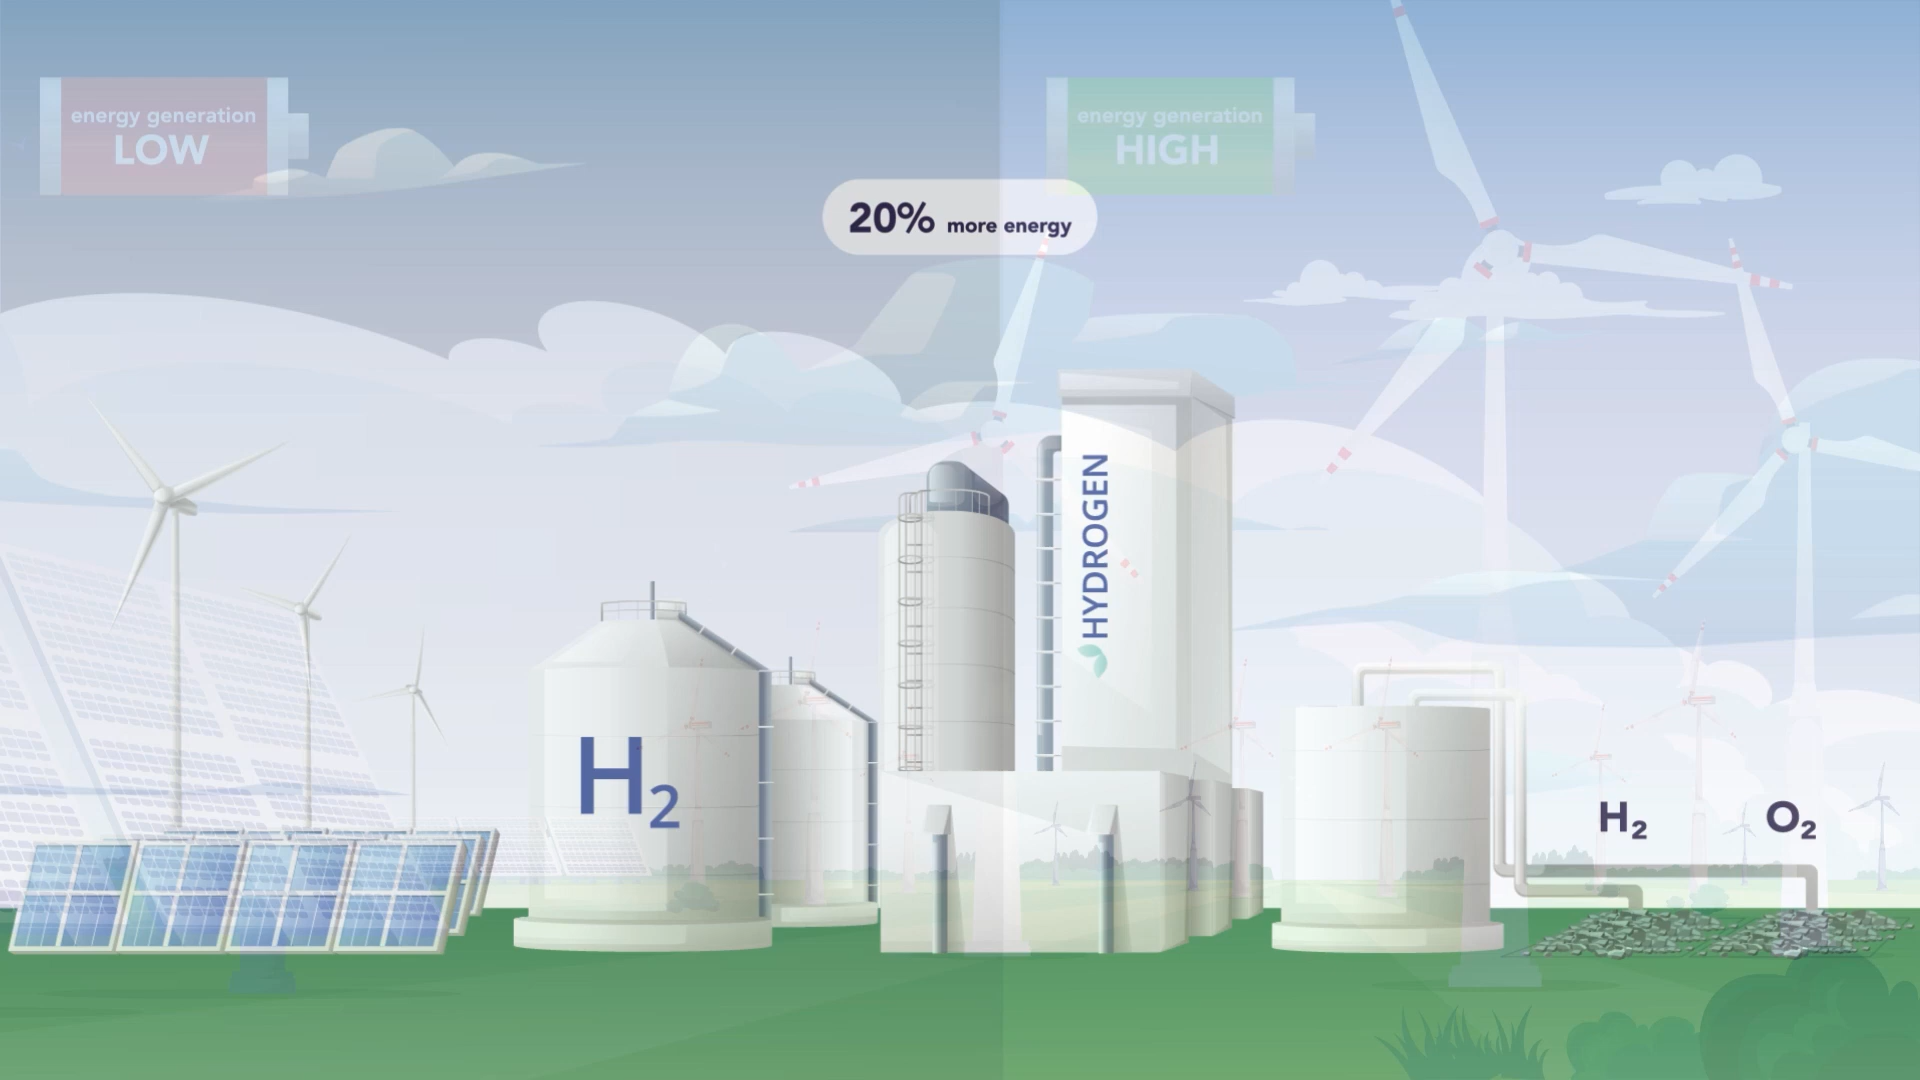 energy generation
LOW
energy generation
HIGH
20% more energy
HYDROGEN
H₂
H₂
O₂